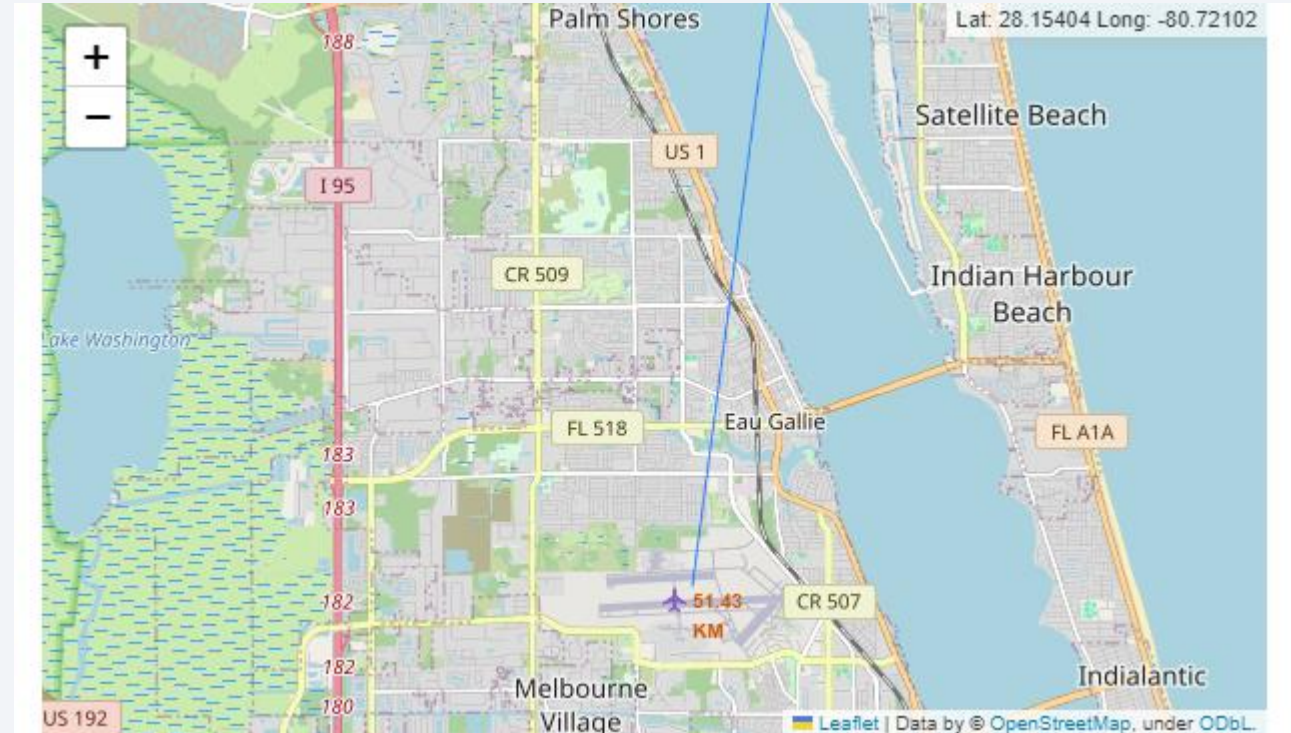 Palm Shores
Lat: 28.15404 Long: -80.72102
188
+
−
Satellite Beach
US 1
I 95
CR 509
Indian Harbour
Beach
Lake Washington
Eau Gallie
FL 518
FL A1A
183
183
182
51.43
KM
CR 507
182
Indialantic
Melbourne
Village
180
US 192
Leaflet | Data by © OpenStreetMap, under ODbL.